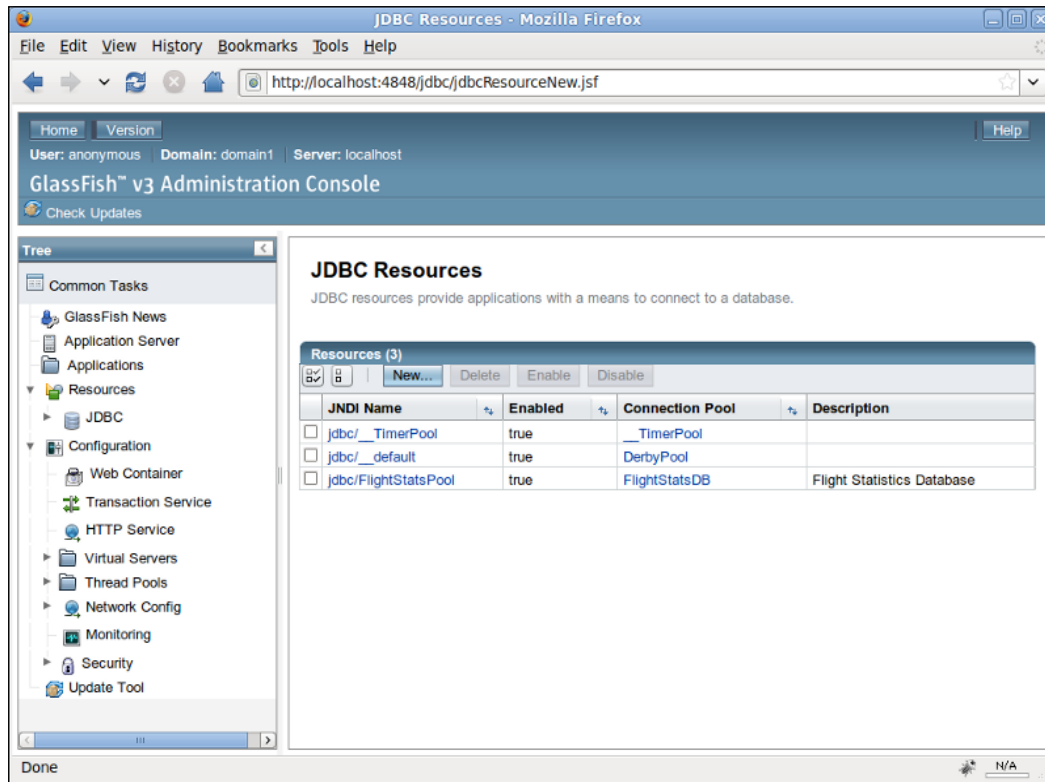 JDBC Resources - Mozilla Firefox
File Edit View History Bookmarks Tools Help
http://localhost:4848/jdbc/jdbcResourceNew.jsf
Home Version Help
User: anonymous Domain: domain1 Server: localhost
GlassFish™ v3 Administration Console
Check Updates
Tree
Common Tasks
GlassFish News
Application Server
Applications
Resources
JDBC
Configuration
Web Container
Transaction Service
HTTP Service
Virtual Servers
Thread Pools
Network Config
Monitoring
Security
Update Tool
JDBC Resources
JDBC resources provide applications with a means to connect to a database.
Resources (3)
New... Delete Enable Disable
JNDI Name Enabled Connection Pool Description
jdbc/__TimerPool true __TimerPool
jdbc/__default true DerbyPool
jdbc/FlightStatsPool true FlightStatsDB Flight Statistics Database
Done N/A